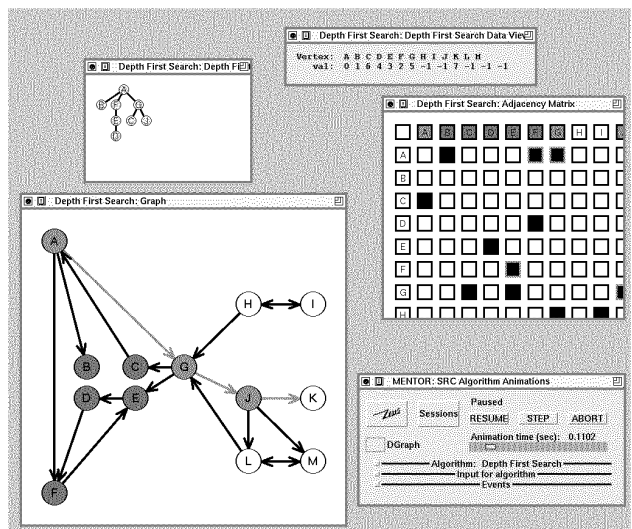 Depth First Search: Depth First Search Data View
Vertex: A B C D E F G H I J K L M
val: 0 1 6 4 3 2 5 -1 -1 7 -1 -1 -1
Depth First Search: Depth Fi
A
B F G
E C J
D
Depth First Search: Adjacency Matrix
A B C D E F G H I
A
B
C
D
E
F
G
H
Depth First Search: Graph
A
H I
B C G
D E J K
L M
F
MENTOR: SRC Algorithm Animations
Zeus
Sessions
Paused
RESUME STEP ABORT
DGraph
Animation time (sec): 0.1102
Algorithm: Depth First Search
Input for algorithm
Events